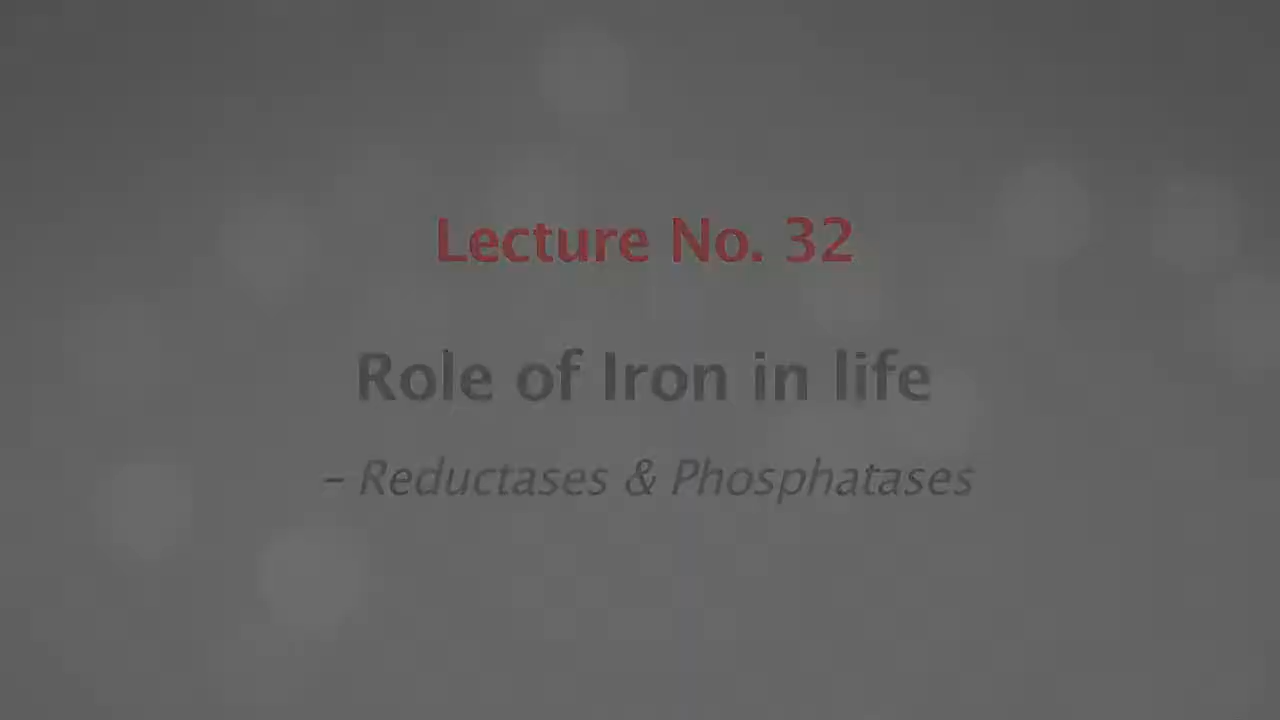 Lecture No. 32
Role of Iron in life
– Reductases & Phosphatases